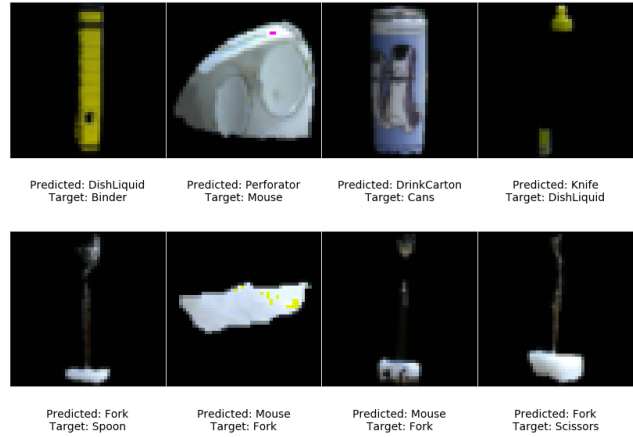 Predicted: DishLiquid
Target: Binder
Predicted: Perforator
Target: Mouse
Predicted: DrinkCarton
Target: Cans
Predicted: Knife
Target: DishLiquid
Predicted: Fork
Target: Spoon
Predicted: Mouse
Target: Fork
Predicted: Mouse
Target: Fork
Predicted: Fork
Target: Scissors